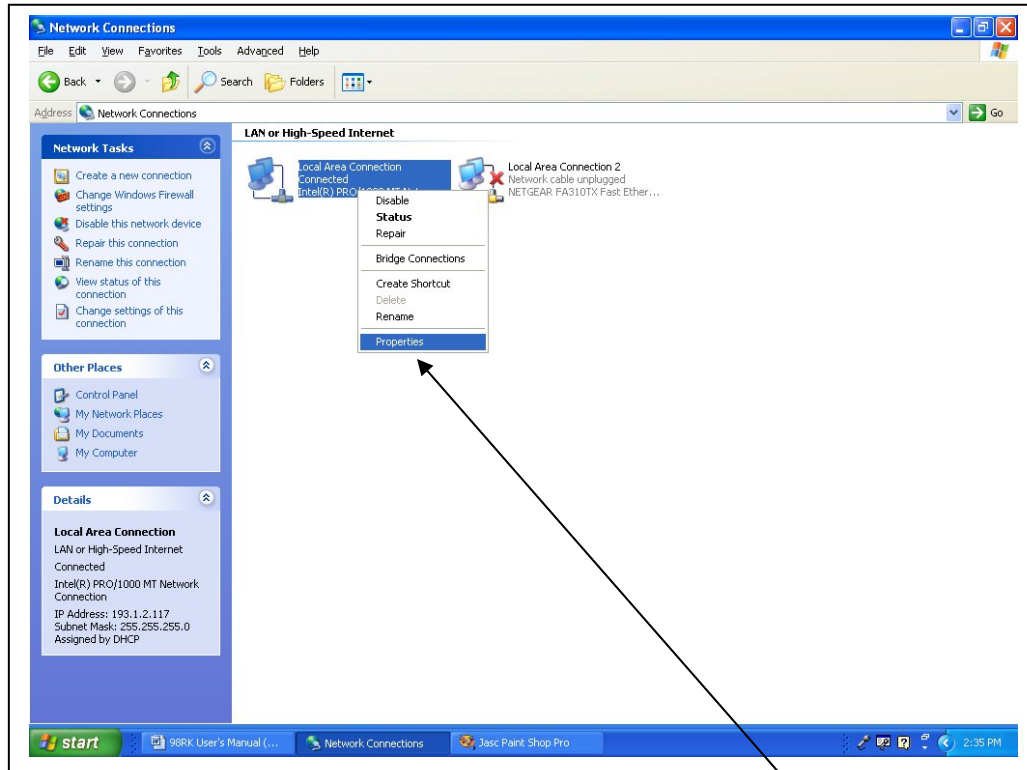 Network Connections
File Edit View Favorites Tools Advanced Help
Back Search Folders
Address Network Connections Go
Network Tasks
Create a new connection
Change Windows Firewall
settings
Disable this network device
Repair this connection
Rename this connection
View status of this
connection
Change settings of this
connection
Other Places
Control Panel
My Network Places
My Documents
My Computer
Details
Local Area Connection
LAN or High-Speed Internet
Connected
Intel(R) PRO/1000 MT Network
Connection
IP Address: 193.1.2.117
Subnet Mask: 255.255.255.0
Assigned by DHCP
LAN or High-Speed Internet
Local Area Connection
Connected
Intel(R) PRO/1000 MT
Local Area Connection 2
Network cable unplugged
NETGEAR FA310TX Fast Ether...
Disable
Status
Repair
Bridge Connections
Create Shortcut
Delete
Rename
Properties
start 98RK User's Manual (... Network Connections Jasc Paint Shop Pro 2:35 PM